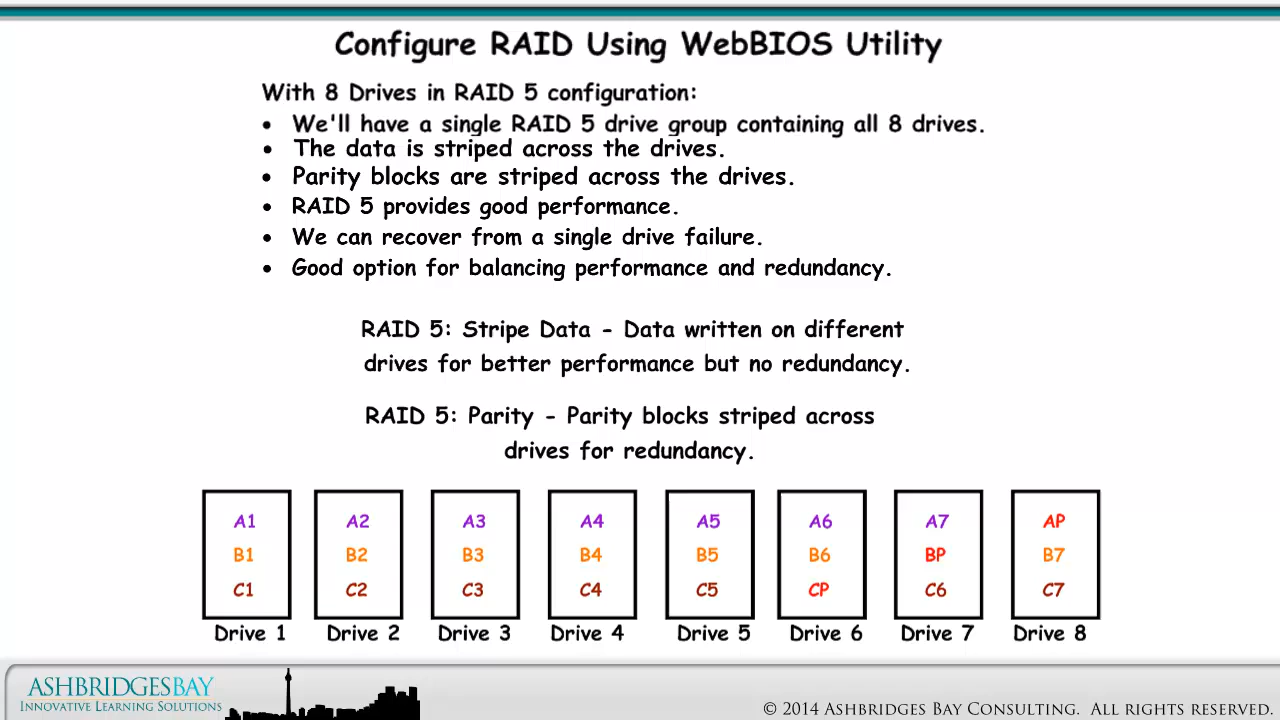 Configure RAID Using WebBIOS Utility
With 8 Drives in RAID 5 configuration:
• We'll have a single RAID 5 drive group containing all 8 drives.
• The data is striped across the drives.
• Parity blocks are striped across the drives.
• RAID 5 provides good performance.
• We can recover from a single drive failure.
• Good option for balancing performance and redundancy.
RAID 5: Stripe Data - Data written on different
drives for better performance but no redundancy.
RAID 5: Parity - Parity blocks striped across
drives for redundancy.
A1 A2 A3 A4 A5 A6 A7 AP
B1 B2 B3 B4 B5 B6 BP B7
C1 C2 C3 C4 C5 CP C6 C7
Drive 1 Drive 2 Drive 3 Drive 4 Drive 5 Drive 6 Drive 7 Drive 8
ASHBRIDGESBAY
INNOVATIVE LEARNING SOLUTIONS
© 2014 ASHBRIDGES BAY CONSULTING. ALL RIGHTS RESERVED.